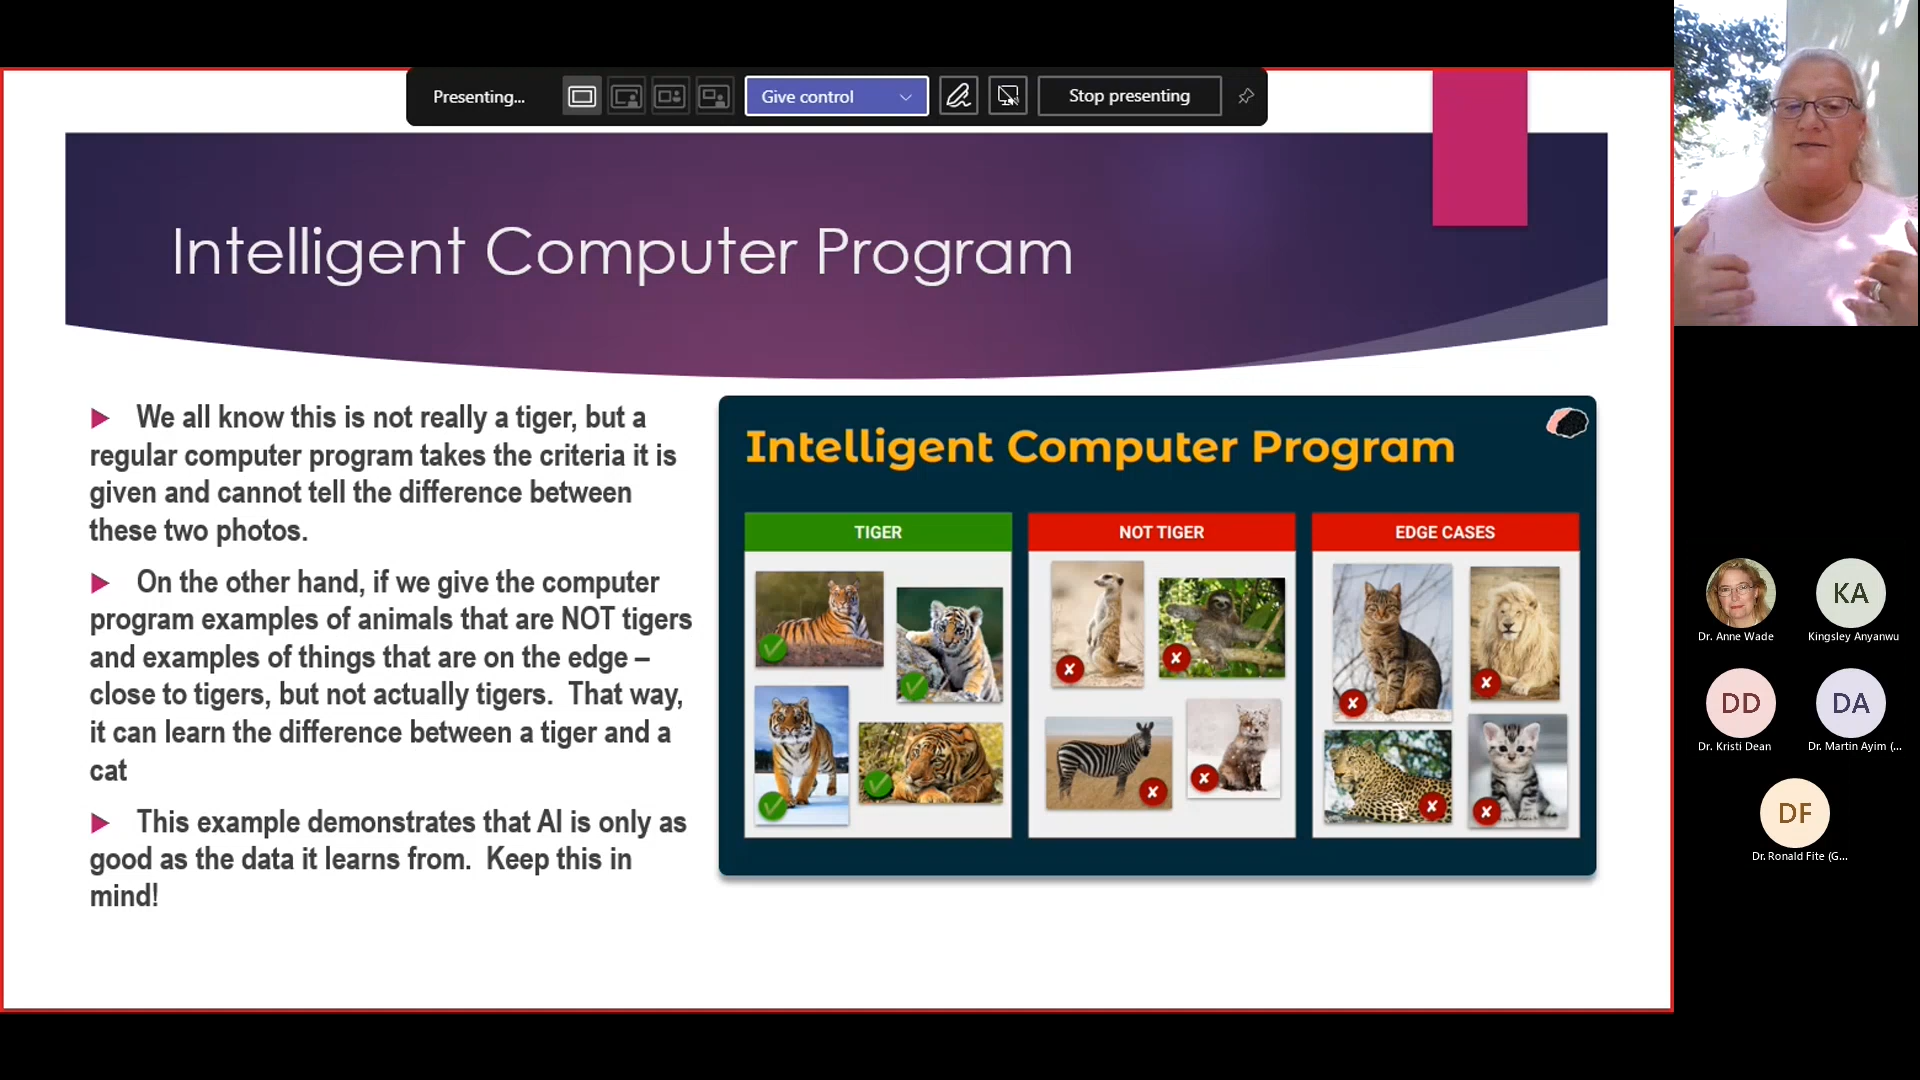 Presenting...
Give control
Stop presenting
Intelligent Computer Program
We all know this is not really a tiger, but a
regular computer program takes the criteria it is
given and cannot tell the difference between
these two photos.
On the other hand, if we give the computer
program examples of animals that are NOT tigers
and examples of things that are on the edge –
close to tigers, but not actually tigers.  That way,
it can learn the difference between a tiger and a
cat
This example demonstrates that AI is only as
good as the data it learns from.  Keep this in
mind!
Intelligent Computer Program
TIGER
NOT TIGER
EDGE CASES
Dr. Anne Wade
KA
Kingsley Anyanwu
DD
Dr. Kristi Dean
DA
Dr. Martin Ayim (...
DF
Dr. Ronald Fite (G...